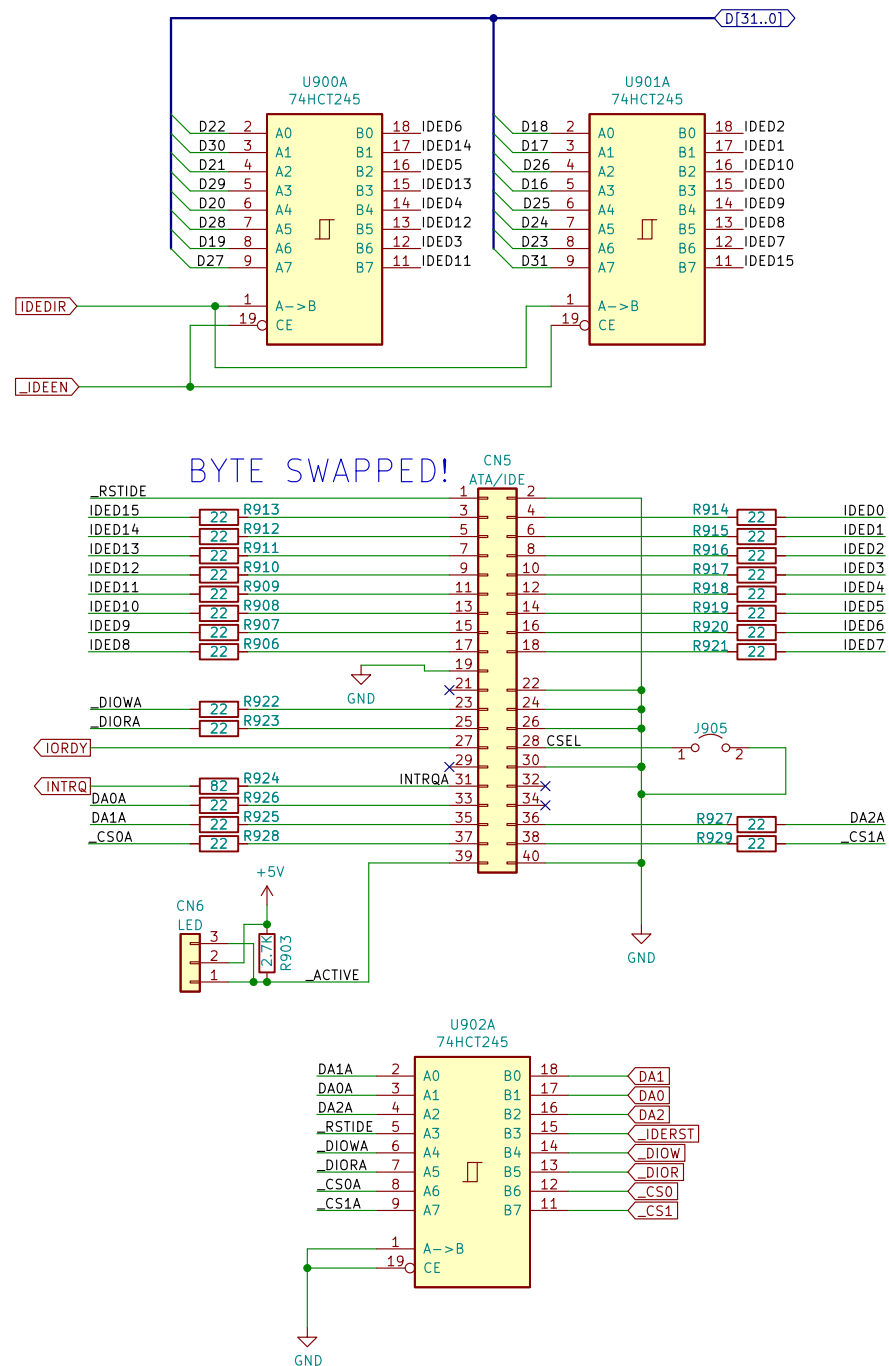 D[31..0]
U900A U901A
74HCT245 74HCT245
D22 2 A0 B0 18 IDED6 D18 2 A0 B0 18 IDED2
D30 3 A1 B1 17 IDED14 D17 3 A1 B1 17 IDED1
D21 4 A2 B2 16 IDED5 D26 4 A2 B2 16 IDED10
D29 5 A3 B3 15 IDED13 D16 5 A3 B3 15 IDED0
D20 6 A4 B4 14 IDED4 D25 6 A4 B4 14 IDED9
D28 7 A5 B5 13 IDED12 D24 7 A5 B5 13 IDED8
D19 8 A6 B6 12 IDED3 D23 8 A6 B6 12 IDED7
D27 9 A7 B7 11 IDED11 D31 9 A7 B7 11 IDED15
IDEDIR 1 A->B 1 A->B
19 CE 19 CE
_IDEEN
BYTE SWAPPED!
CN5
ATA/IDE
_RSTIDE 1 2
IDED15 22 R913 3 4 R914 22 IDED0
IDED14 22 R912 5 6 R915 22 IDED1
IDED13 22 R911 7 8 R916 22 IDED2
IDED12 22 R910 9 10 R917 22 IDED3
IDED11 22 R909 11 12 R918 22 IDED4
IDED10 22 R908 13 14 R919 22 IDED5
IDED9 22 R907 15 16 R920 22 IDED6
IDED8 22 R906 17 18 R921 22 IDED7
19
GND
21 22
_DIOWA 22 R922 23 24
_DIORA 22 R923 25 26
IORDY 27 28 CSEL 1 J905 2
29 30
INTRQ 82 R924 INTRQA 31 32
DA0A 22 R926 33 34
DA1A 22 R925 35 36 R927 22 DA2A
_CS0A 22 R928 37 38 R929 22 _CS1A
39 40
+5V
CN6
LED
3
2 2.7K R903
1 _ACTIVE
GND
U902A
74HCT245
DA1A 2 A0 B0 18 DA1
DA0A 3 A1 B1 17 DA0
DA2A 4 A2 B2 16 DA2
_RSTIDE 5 A3 B3 15 _IDERST
_DIOWA 6 A4 B4 14 _DIOW
_DIORA 7 A5 B5 13 _DIOR
_CS0A 8 A6 B6 12 _CS0
_CS1A 9 A7 B7 11 _CS1
1 A->B
19 CE
GND